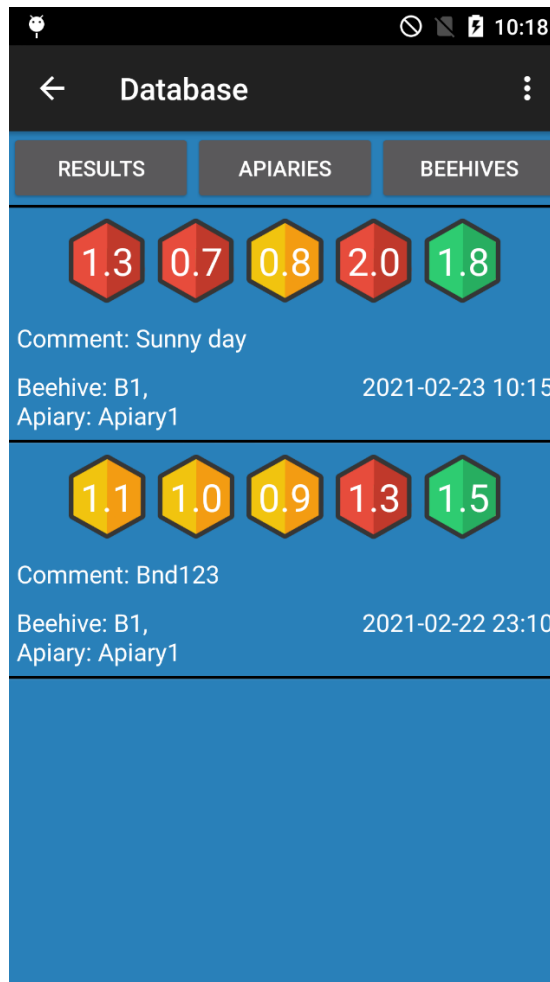 10:18
Database
RESULTS APIARIES BEEHIVES
1.3 0.7 0.8 2.0 1.8
Comment: Sunny day
Beehive: B1, 2021-02-23 10:15
Apiary: Apiary1
1.1 1.0 0.9 1.3 1.5
Comment: Bnd123
Beehive: B1, 2021-02-22 23:10
Apiary: Apiary1